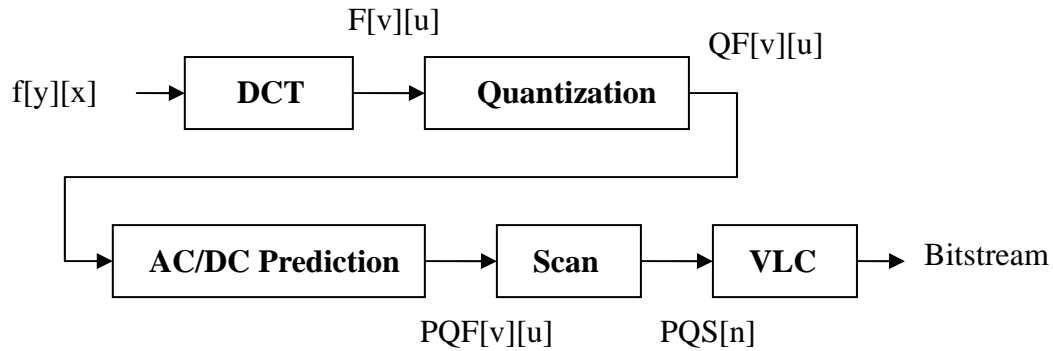 F[v][u]
QF[v][u]
f[y][x]
DCT
Quantization
AC/DC Prediction
Scan
VLC
Bitstream
PQF[v][u]
PQS[n]